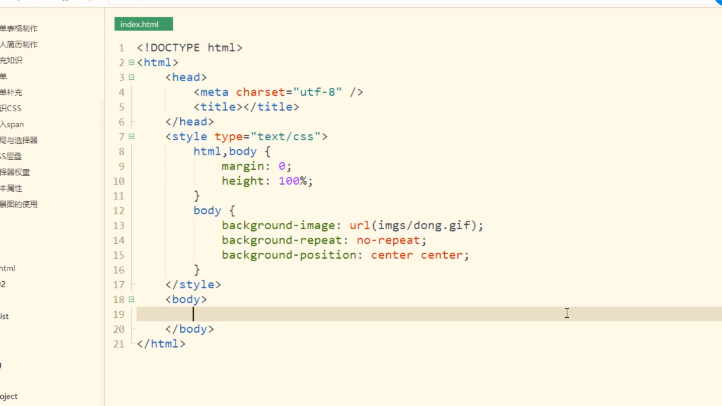 单表格制作
人简历制作
充知识
单
单补充
识CSS
入span
局与选择器
SS层叠
择器权重
本属性
景图的使用
html
02
ist
g
oject
index.html
1 <!DOCTYPE html>
2 <html>
3 <head>
4 <meta charset="utf-8" />
5 <title></title>
6 </head>
7 <style type="text/css">
8 html,body {
9 margin: 0;
10 height: 100%;
11 }
12 body {
13 background-image: url(imgs/dong.gif);
14 background-repeat: no-repeat;
15 background-position: center center;
16 }
17 </style>
18 <body>
19
20 </body>
21 </html>